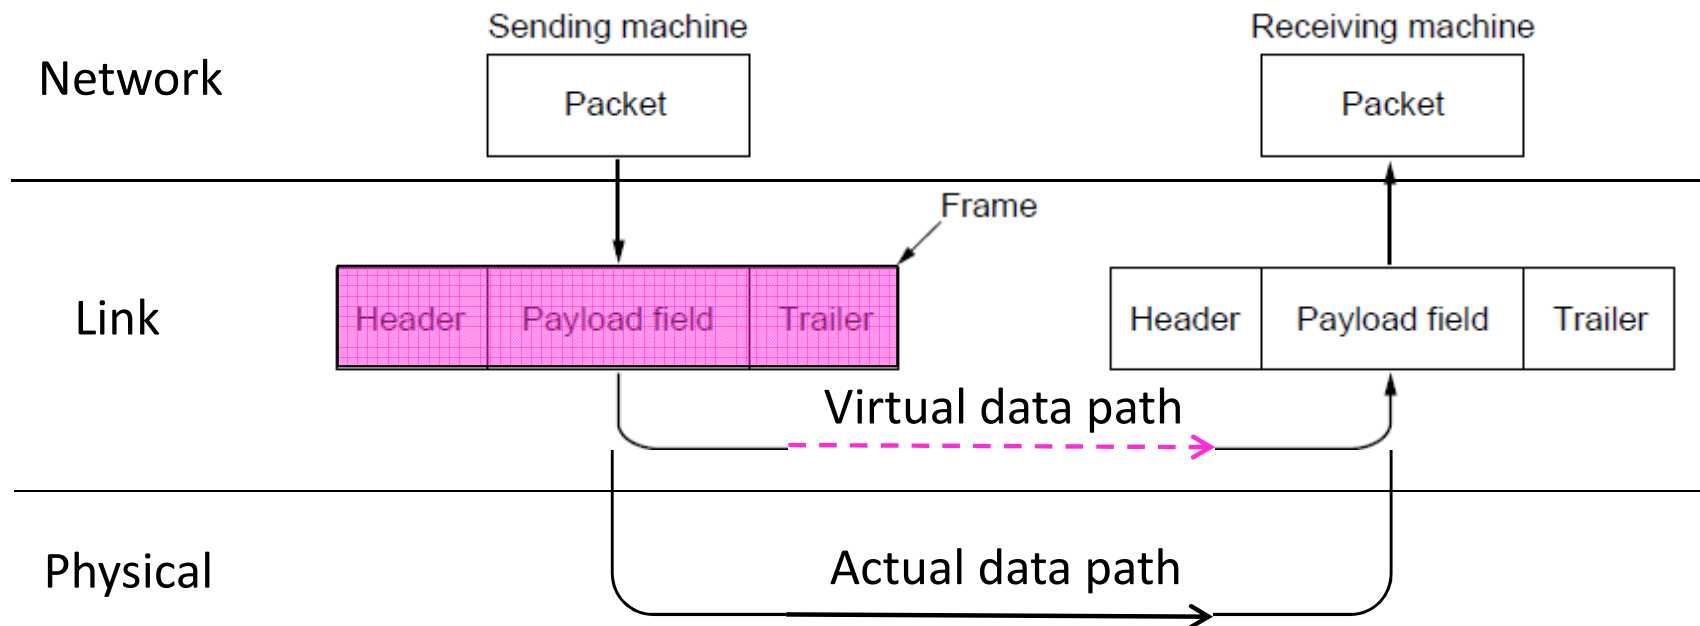 Sending machine
Receiving machine
Network
Packet
Packet
Frame
Link
Header
Payload field
Trailer
Header
Payload field
Trailer
Virtual data path
Physical
Actual data path